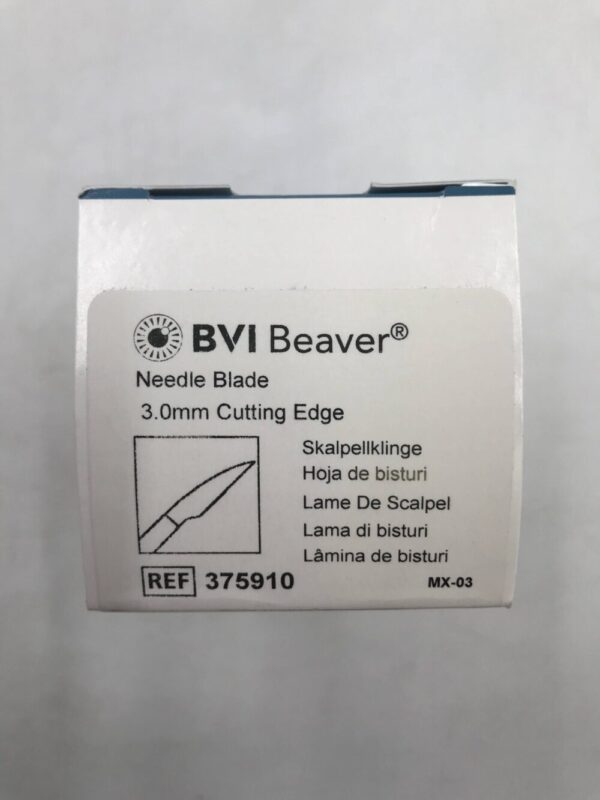 BVI Beaver®
Needle Blade
3.0mm Cutting Edge
Skalpellklinge
Hoja de bisturi
Lame De Scalpel
Lama di bisturi
Lâmina de bisturi
REF 375910
MX-03